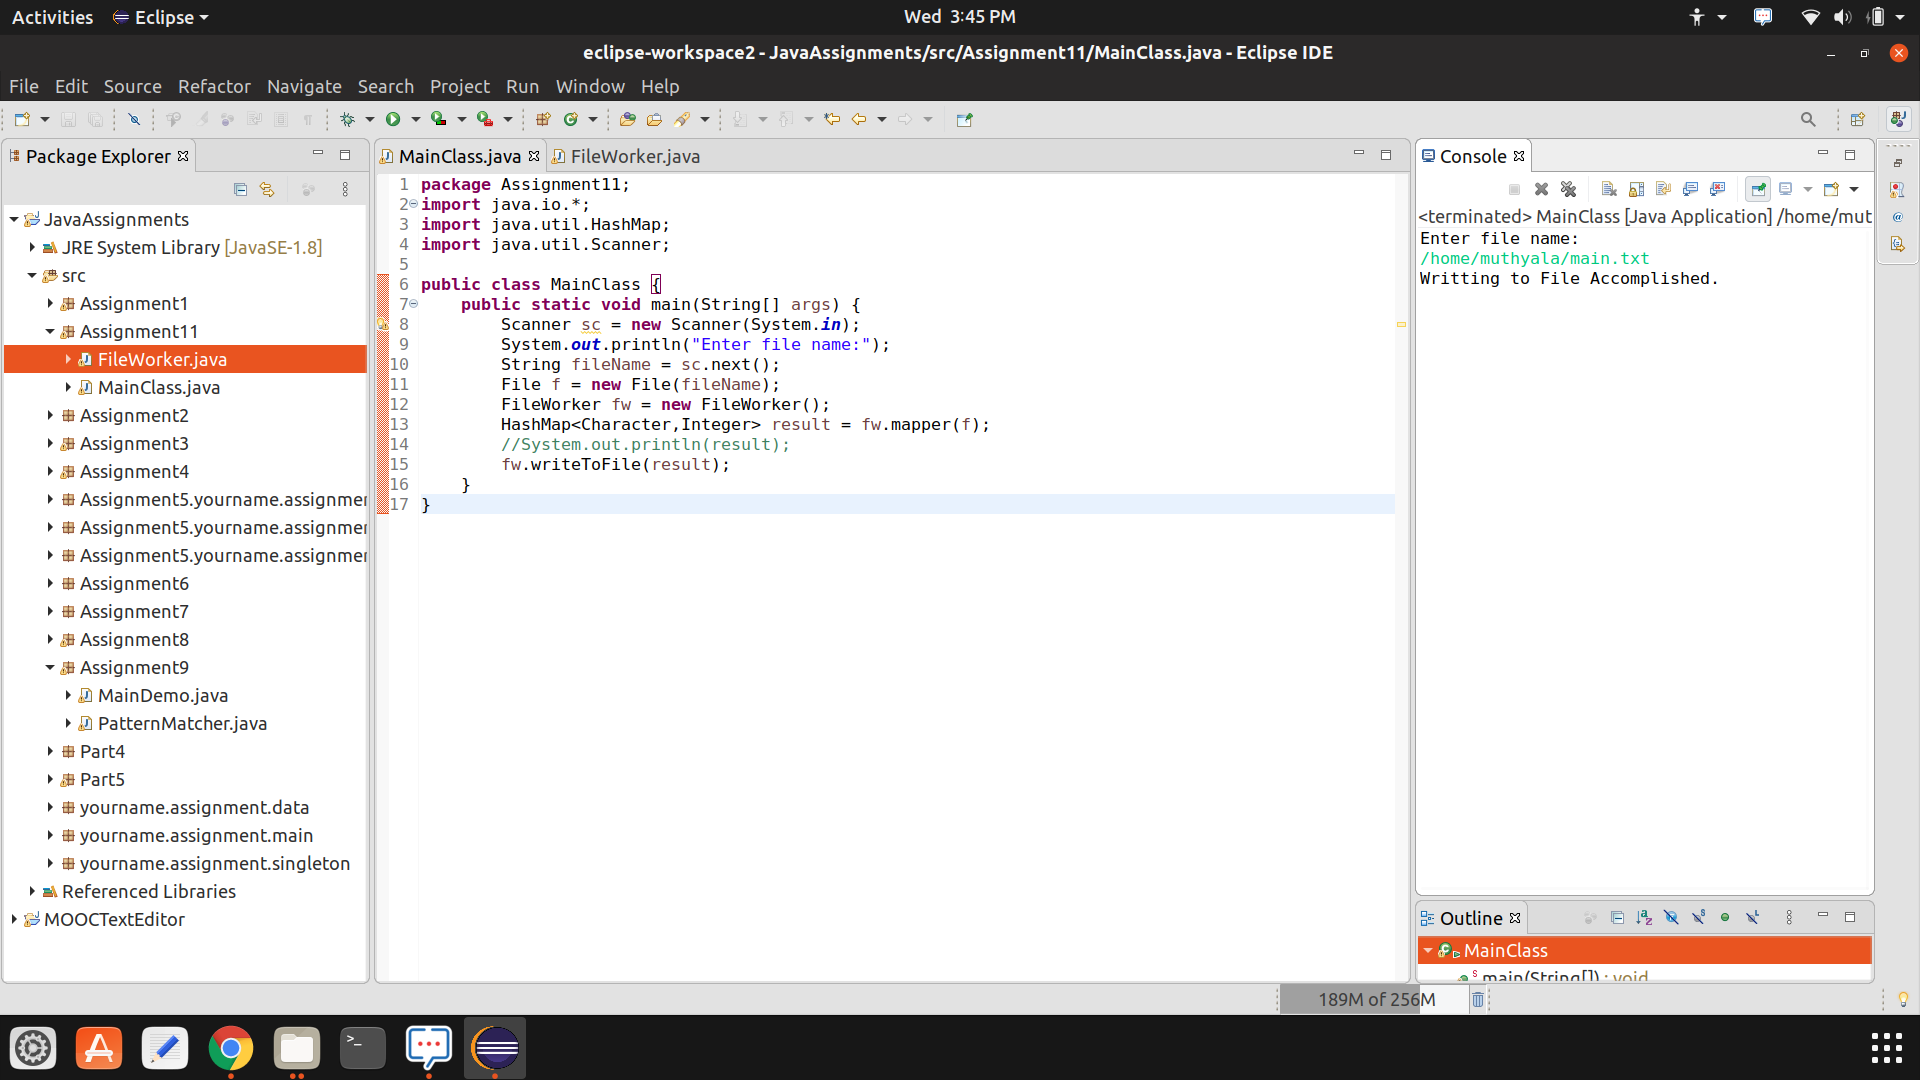 Activities Eclipse Wed 3:45 PM
eclipse-workspace2 - JavaAssignments/src/Assignment11/MainClass.java - Eclipse IDE
File Edit Source Refactor Navigate Search Project Run Window Help
Package Explorer
JavaAssignments
JRE System Library [JavaSE-1.8]
src
Assignment1
Assignment11
FileWorker.java
MainClass.java
Assignment2
Assignment3
Assignment4
Assignment5.yourname.assignmer
Assignment5.yourname.assignmer
Assignment5.yourname.assignmer
Assignment6
Assignment7
Assignment8
Assignment9
MainDemo.java
PatternMatcher.java
Part4
Part5
yourname.assignment.data
yourname.assignment.main
yourname.assignment.singleton
Referenced Libraries
MOOCTextEditor
MainClass.java FileWorker.java
1 package Assignment11;
2 import java.io.*;
3 import java.util.HashMap;
4 import java.util.Scanner;
5
6 public class MainClass {
7 public static void main(String[] args) {
8 Scanner sc = new Scanner(System.in);
9 System.out.println("Enter file name:");
10 String fileName = sc.next();
11 File f = new File(fileName);
12 FileWorker fw = new FileWorker();
13 HashMap<Character,Integer> result = fw.mapper(f);
14 //System.out.println(result);
15 fw.writeToFile(result);
16 }
17 }
Console
<terminated> MainClass [Java Application] /home/mut
Enter file name:
/home/muthyala/main.txt
Writting to File Accomplished.
Outline
MainClass
main(String[]) : void
189M of 256M